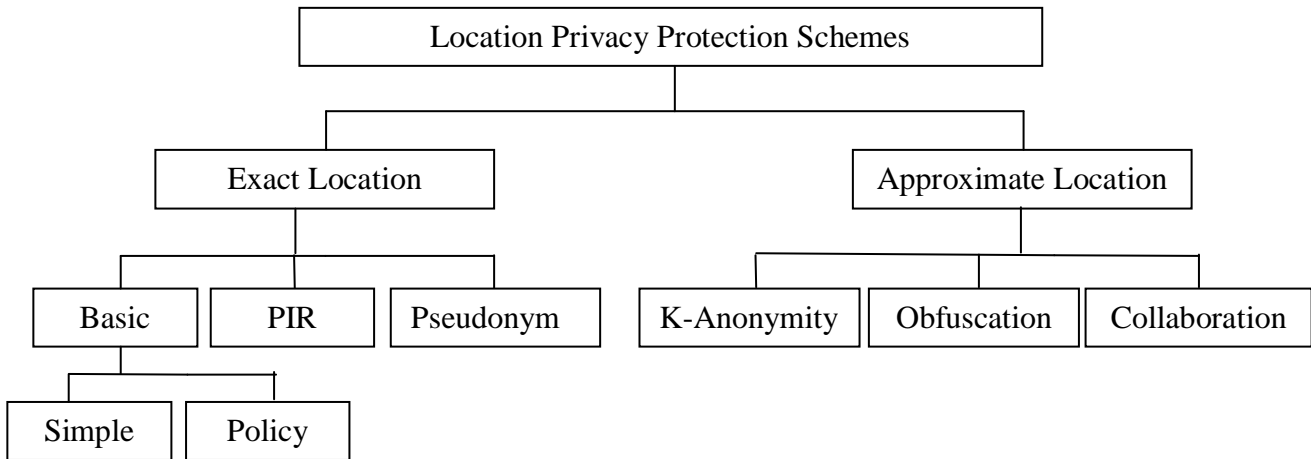 Location Privacy Protection Schemes
Exact Location
Approximate Location
Basic
PIR
Pseudonym
K-Anonymity
Obfuscation
Collaboration
Simple
Policy